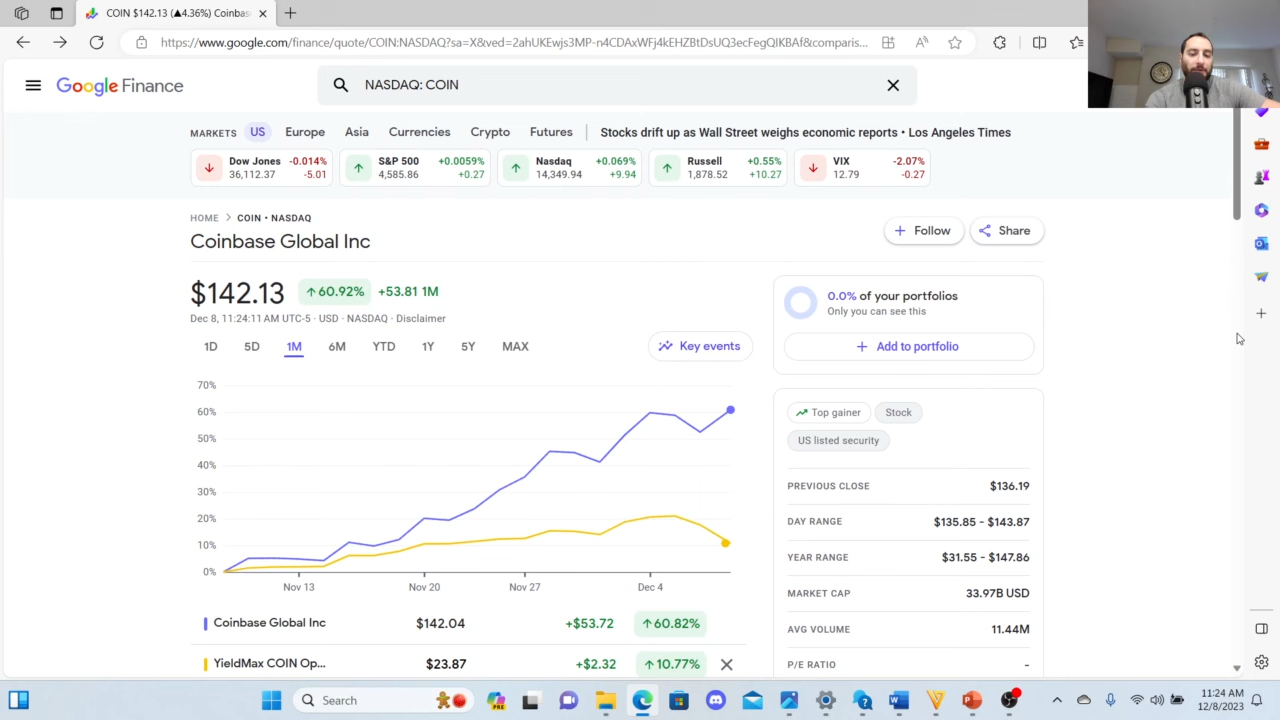 COIN $142.13 (▲4.36%) Coinbas
https://www.google.com/finance/quote/COIN:NASDAQ?sa=X&ved=2ahUKEwjs3MP-n4CDAxWFj4kEHZBtDsUQ3ecFegQIKBAf&comparis...
Google Finance
NASDAQ: COIN
MARKETS US Europe Asia Currencies Crypto Futures Stocks drift up as Wall Street weighs economic reports • Los Angeles Times
Dow Jones -0.014% S&P 500 +0.0059% Nasdaq +0.069% Russell +0.55% VIX -2.07%
36,112.37 -5.01 4,585.86 +0.27 14,349.94 +9.94 1,878.52 +10.27 12.79 -0.27
HOME > COIN • NASDAQ
Coinbase Global Inc
+ Follow Share
$142.13 ↑60.92% +53.81 1M
Dec 8, 11:24:11 AM UTC-5 · USD · NASDAQ · Disclaimer
1D 5D 1M 6M YTD 1Y 5Y MAX Key events
70%
60%
50%
40%
30%
20%
10%
0%
Nov 13 Nov 20 Nov 27 Dec 4
Coinbase Global Inc $142.04 +$53.72 ↑60.82%
YieldMax COIN Op... $23.87 +$2.32 ↑10.77%
0.0% of your portfolios
Only you can see this
+ Add to portfolio
Top gainer Stock
US listed security
PREVIOUS CLOSE $136.19
DAY RANGE $135.85 - $143.87
YEAR RANGE $31.55 - $147.86
MARKET CAP 33.97B USD
AVG VOLUME 11.44M
P/E RATIO -
Search
PRE
11:24 AM
12/8/2023